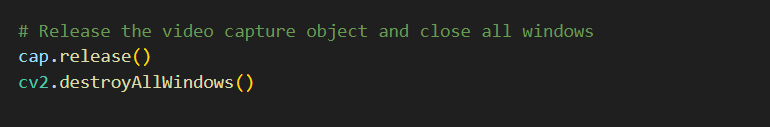 # Release the video capture object and close all windows
cap.release()
cv2.destroyAllWindows()